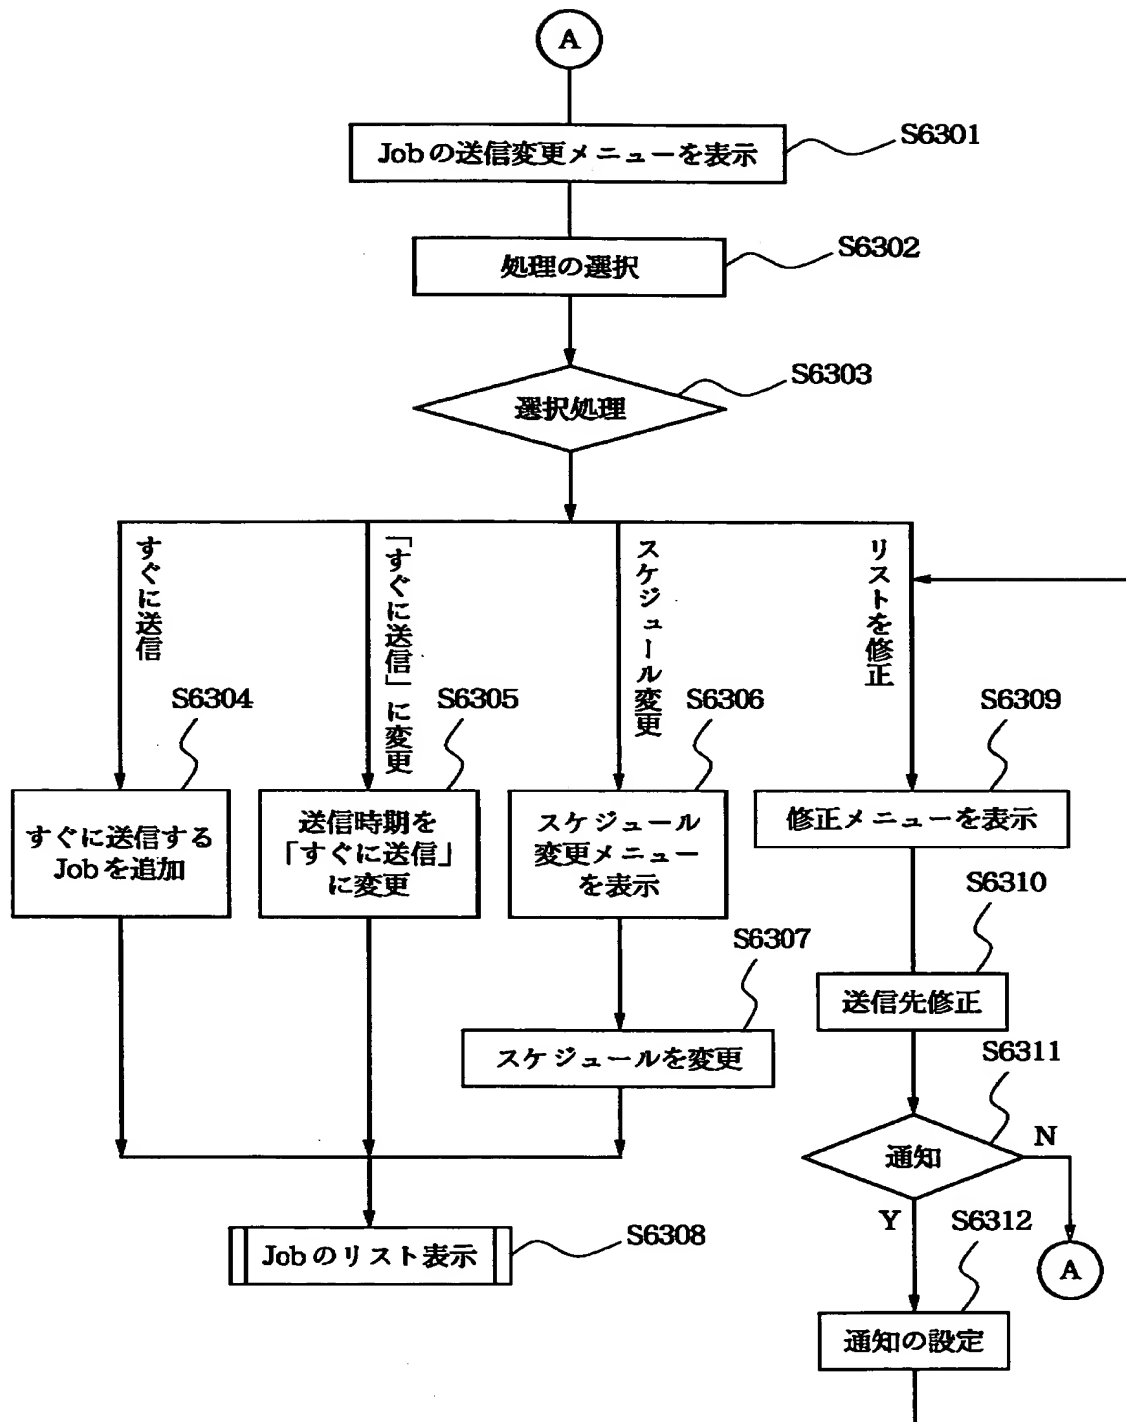 A
Jobの送信変更メニューを表示
S6301
処理の選択
S6302
選択処理
S6303
すぐに送信
「すぐに送信」に変更
スケジュール変更
リストを修正
S6304
S6305
S6306
S6309
すぐに送信する
Jobを追加
送信時期を
「すぐに送信」
に変更
スケジュール
変更メニュー
を表示
修正メニューを表示
S6310
送信先修正
S6307
スケジュールを変更
S6311
通知
N
Y
A
S6308
Jobのリスト表示
S6312
通知の設定